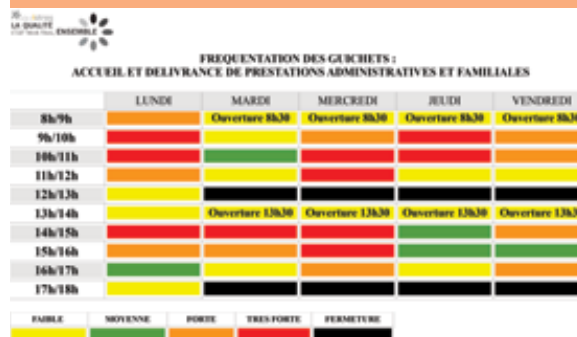 LA QUALITÉ
ENSEMBLE
FREQUENTATION DES GUICHETS :
ACCUEIL ET DELIVRANCE DE PRESTATIONS ADMINISTRATIVES ET FAMILIALES
LUNDI MARDI MERCREDI JEUDI VENDREDI
8h/9h Ouverture 8h30 Ouverture 8h30 Ouverture 8h30 Ouverture 8h30
9h/10h
10h/11h
11h/12h
12h/13h
13h/14h Ouverture 13h30 Ouverture 13h30 Ouverture 13h30 Ouverture 13h3
14h/15h
15h/16h
16h/17h
17h/18h
FAIBLE MOYENNE FORTE TRES FORTE FERMETURE